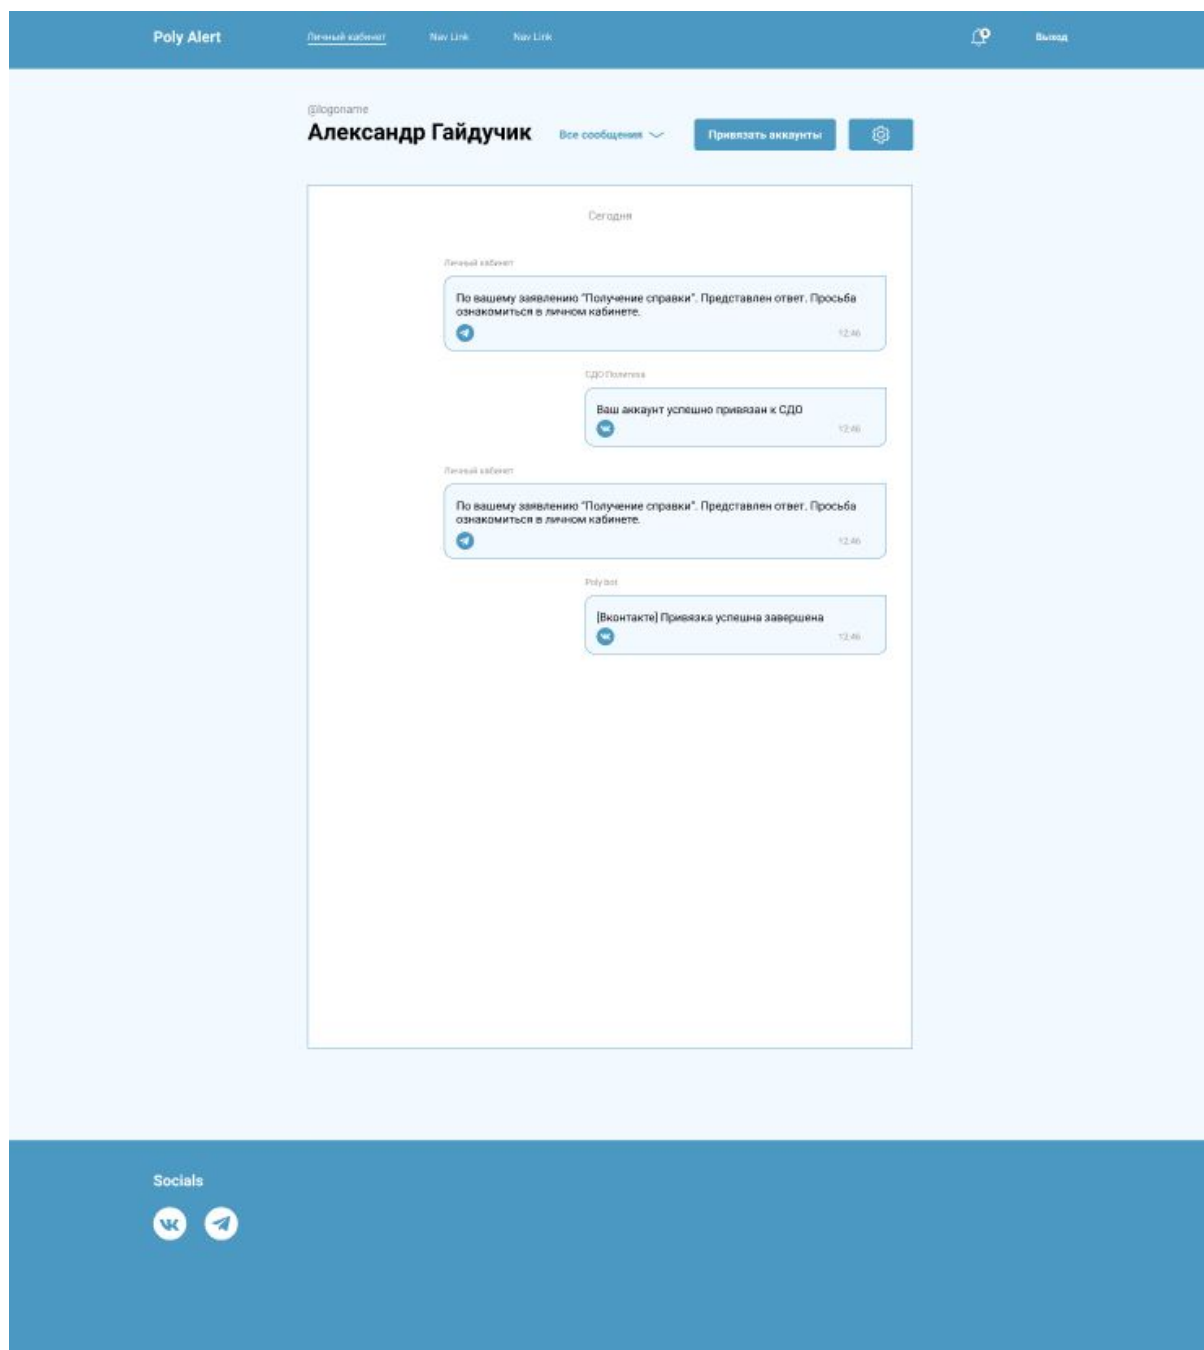 Poly Alert
Личный кабинет
Nav Link
Nav Link
Выход
@logoname
Александр Гайдучик
Все сообщения
Привязать аккаунты
Сегодня
Личный кабинет
По вашему заявлению "Получение справки". Представлен ответ. Просьба
ознакомиться в личном кабинете.
12:46
СДО Политеха
Ваш аккаунт успешно привязан к СДО
12:46
Личный кабинет
По вашему заявлению "Получение справки". Представлен ответ. Просьба
ознакомиться в личном кабинете.
12:46
Poly bot
[Вконтакте] Привязка успешна завершена
12:46
Socials